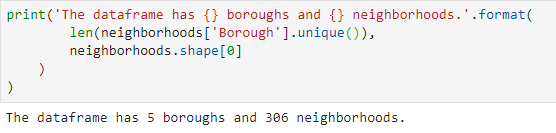 print('The dataframe has {} boroughs and {} neighborhoods.'.format(
        len(neighborhoods['Borough'].unique()),
        neighborhoods.shape[0]
    )
)
The dataframe has 5 boroughs and 306 neighborhoods.